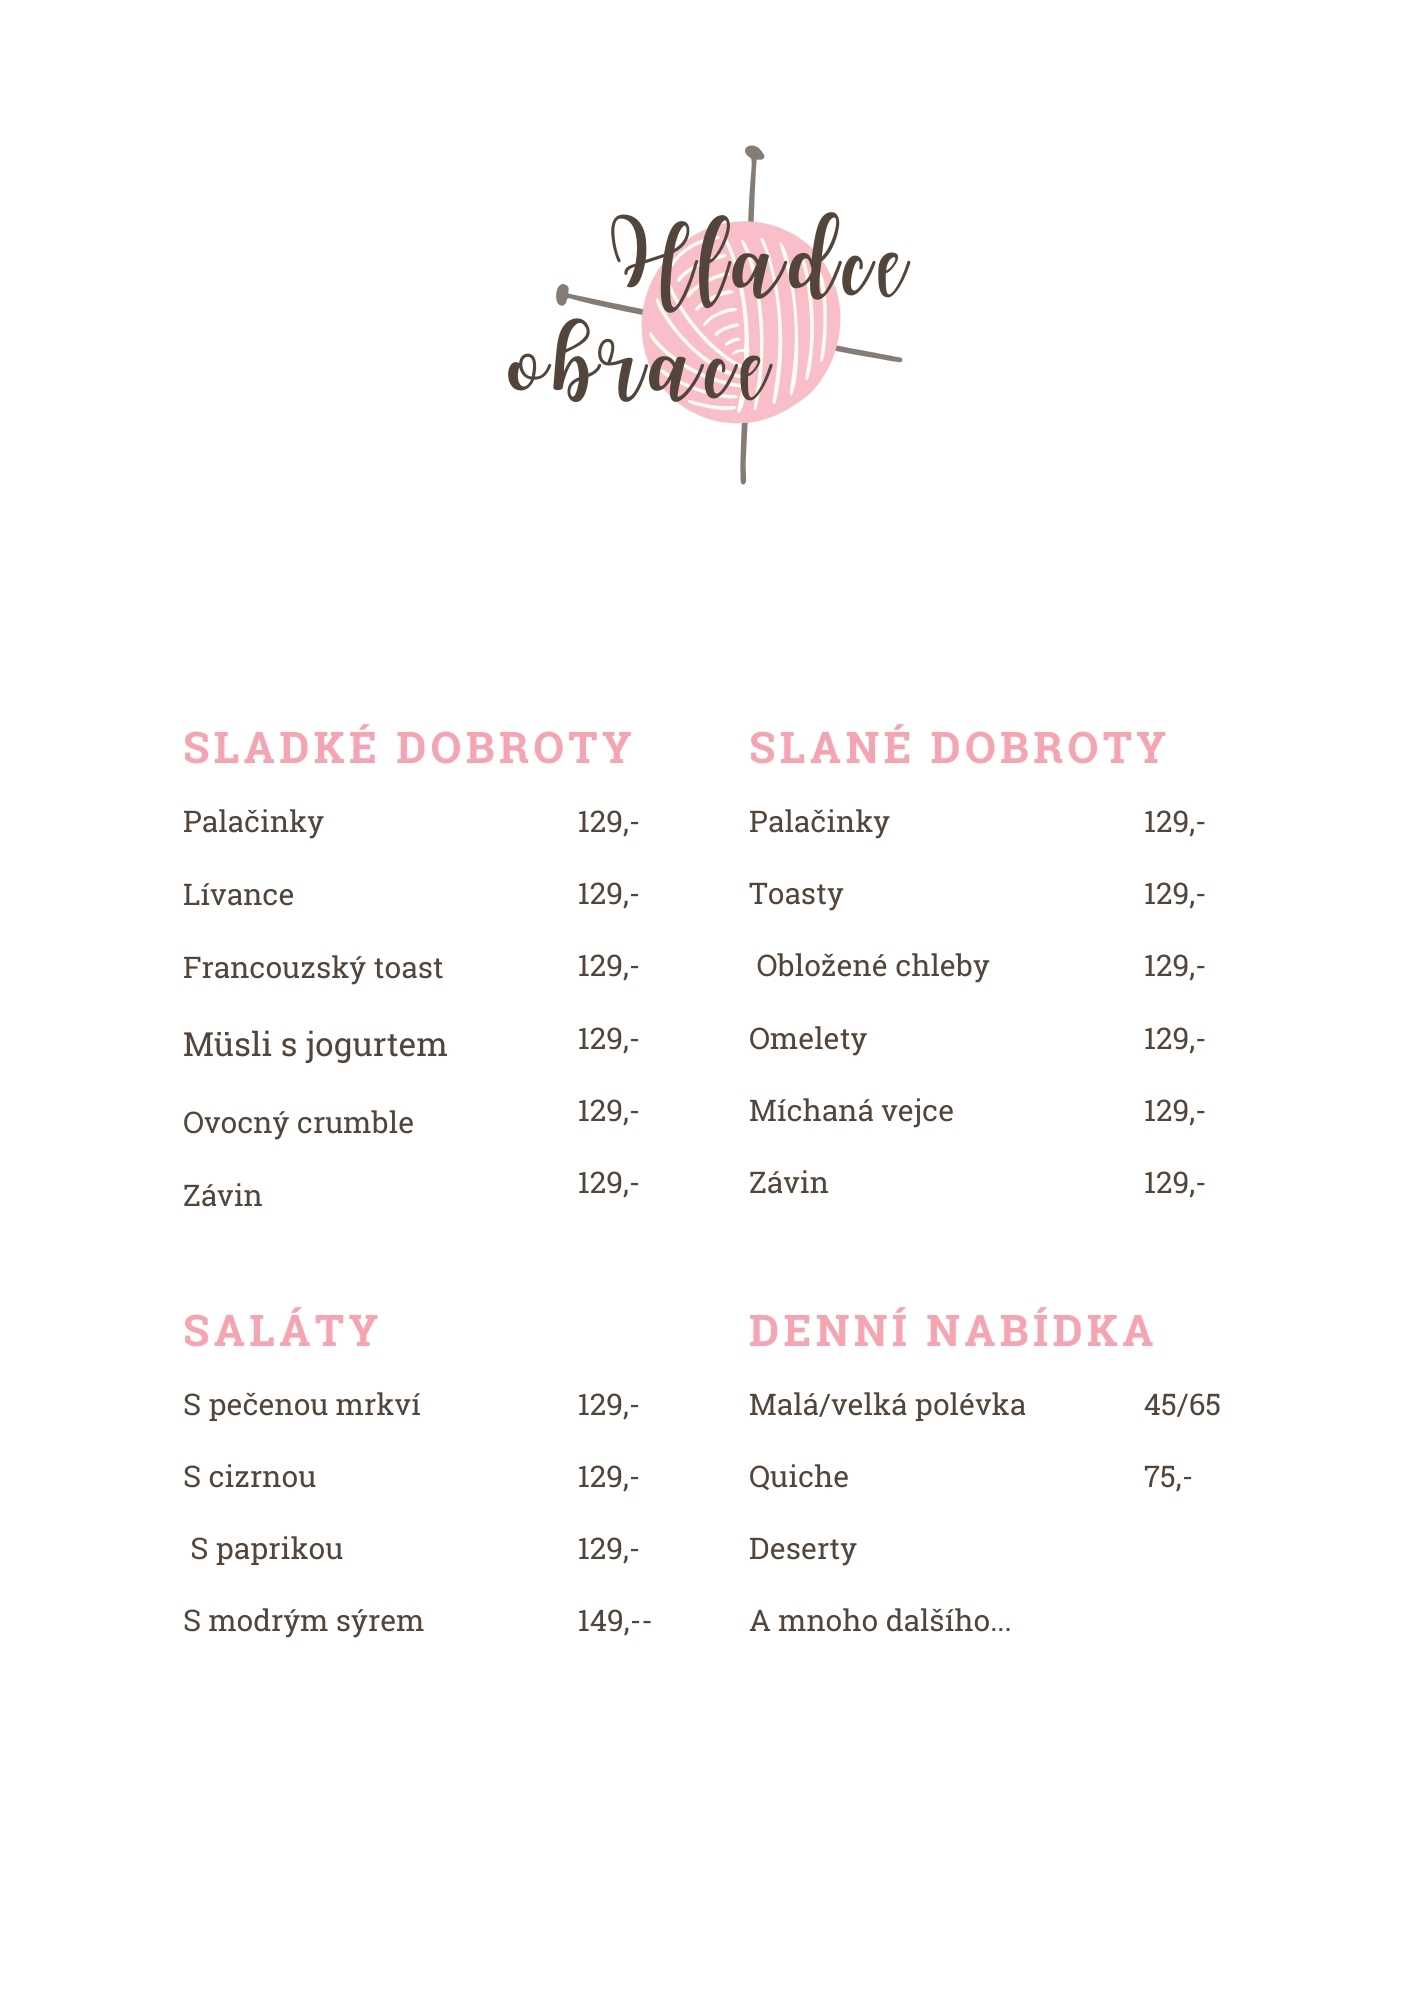 Hladce
obrace
SLADKÉ DOBROTY
Palačinky 129,-
Lívance 129,-
Francouzský toast 129,-
Müsli s jogurtem 129,-
Ovocný crumble 129,-
Závin 129,-
SLANÉ DOBROTY
Palačinky 129,-
Toasty 129,-
Obložené chleby 129,-
Omelety 129,-
Míchaná vejce 129,-
Závin 129,-
SALÁTY
S pečenou mrkví 129,-
S cizrnou 129,-
S paprikou 129,-
S modrým sýrem 149,--
DENNÍ NABÍDKA
Malá/velká polévka 45/65
Quiche 75,-
Deserty
A mnoho dalšího...